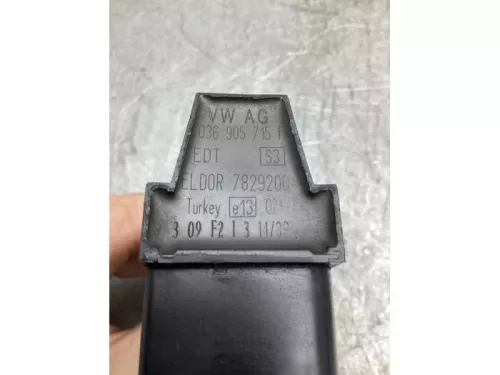 VW AG
036 905 715 F
EDT S3
ELDOR 7829200
Turkey e13
3 09 F2 1 3